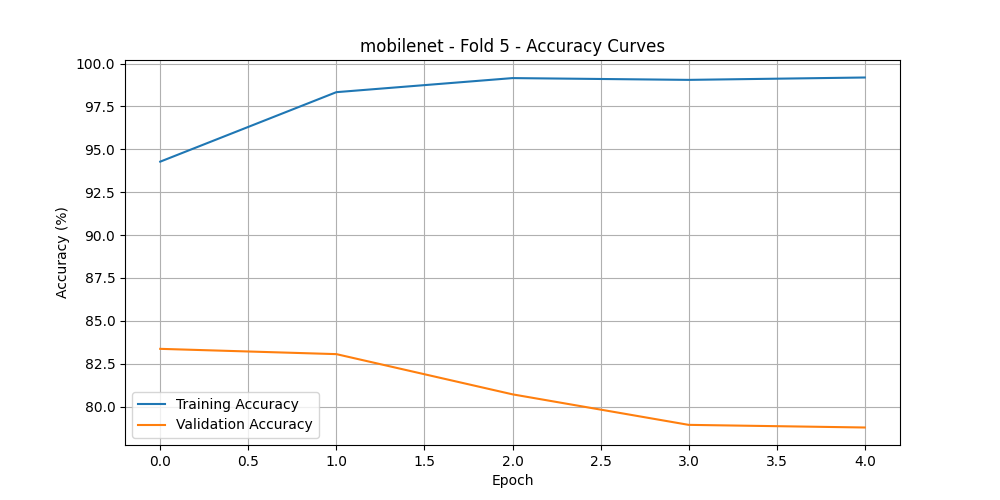 mobilenet - Fold 5 - Accuracy Curves
100.0
97.5
95.0
92.5
90.0
87.5
85.0
82.5
80.0
Accuracy (%)
Training Accuracy
Validation Accuracy
0.0 0.5 1.0 1.5 2.0 2.5 3.0 3.5 4.0
Epoch